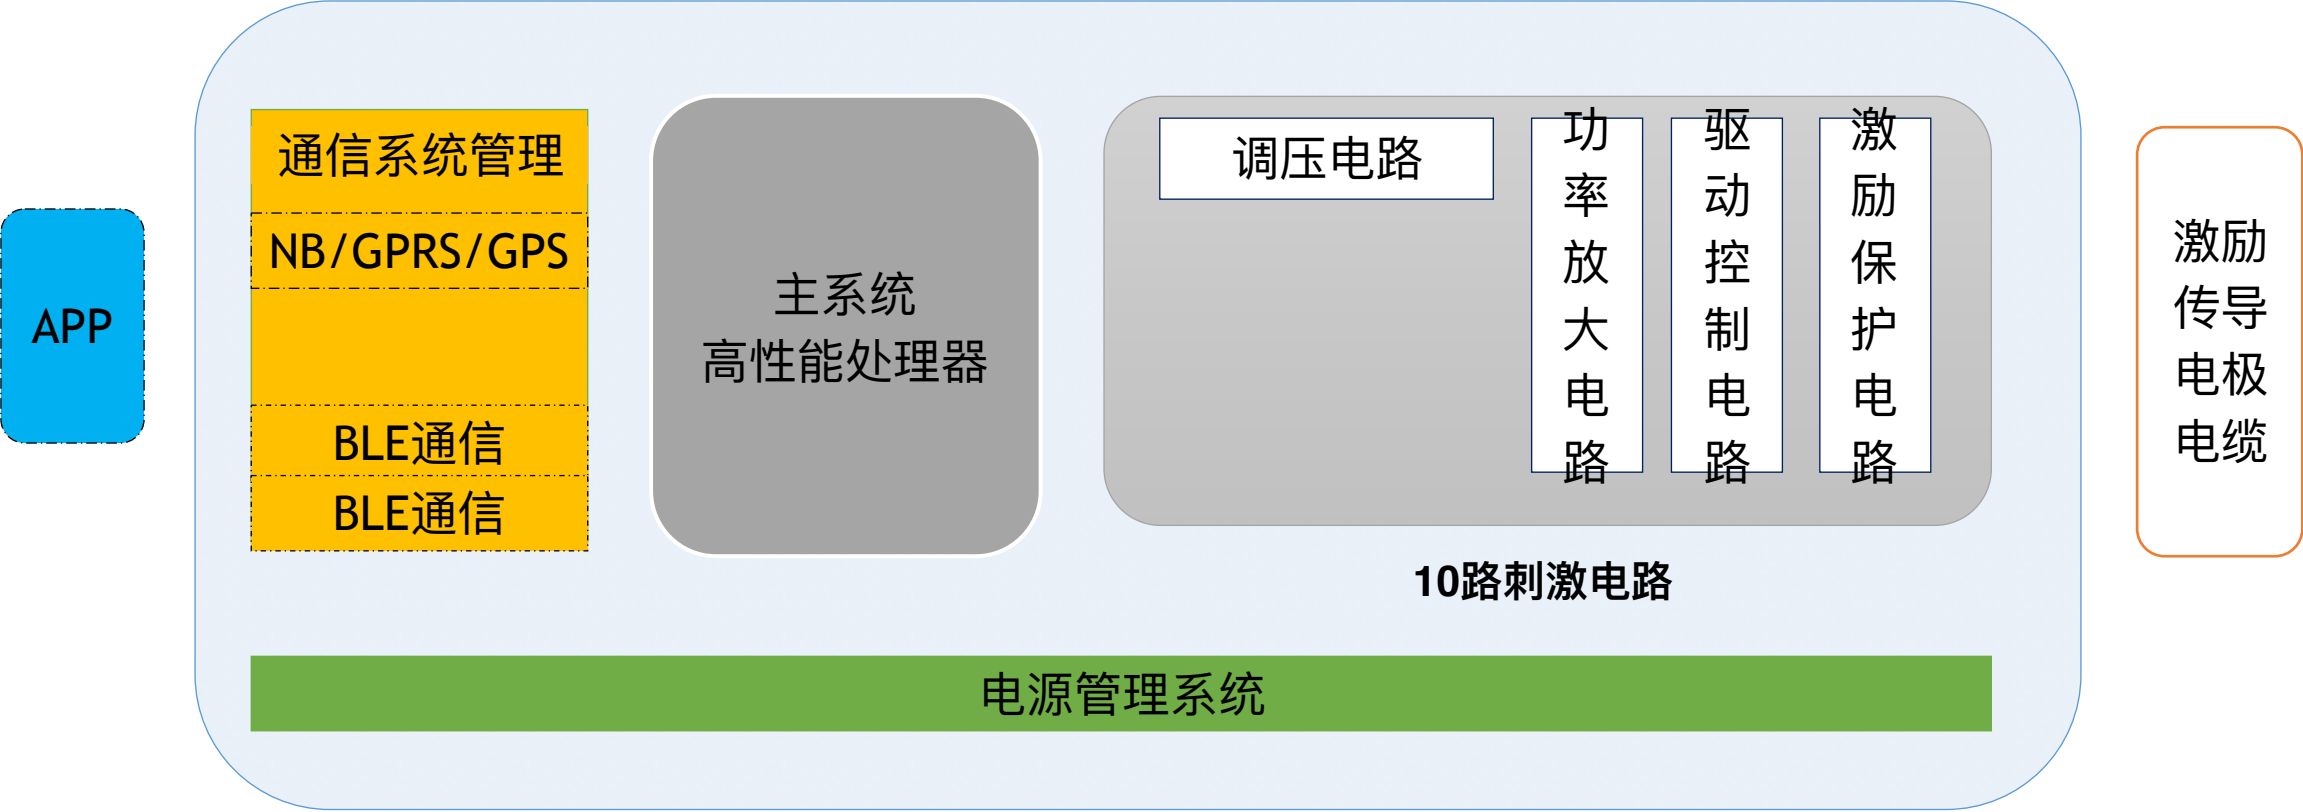 APP
通信系统管理
NB/GPRS/GPS
BLE通信
BLE通信
主系统
高性能处理器
调压电路
功率放大电路
驱动控制电路
激励保护电路
10路刺激电路
电源管理系统
激励
传导
电极
电缆